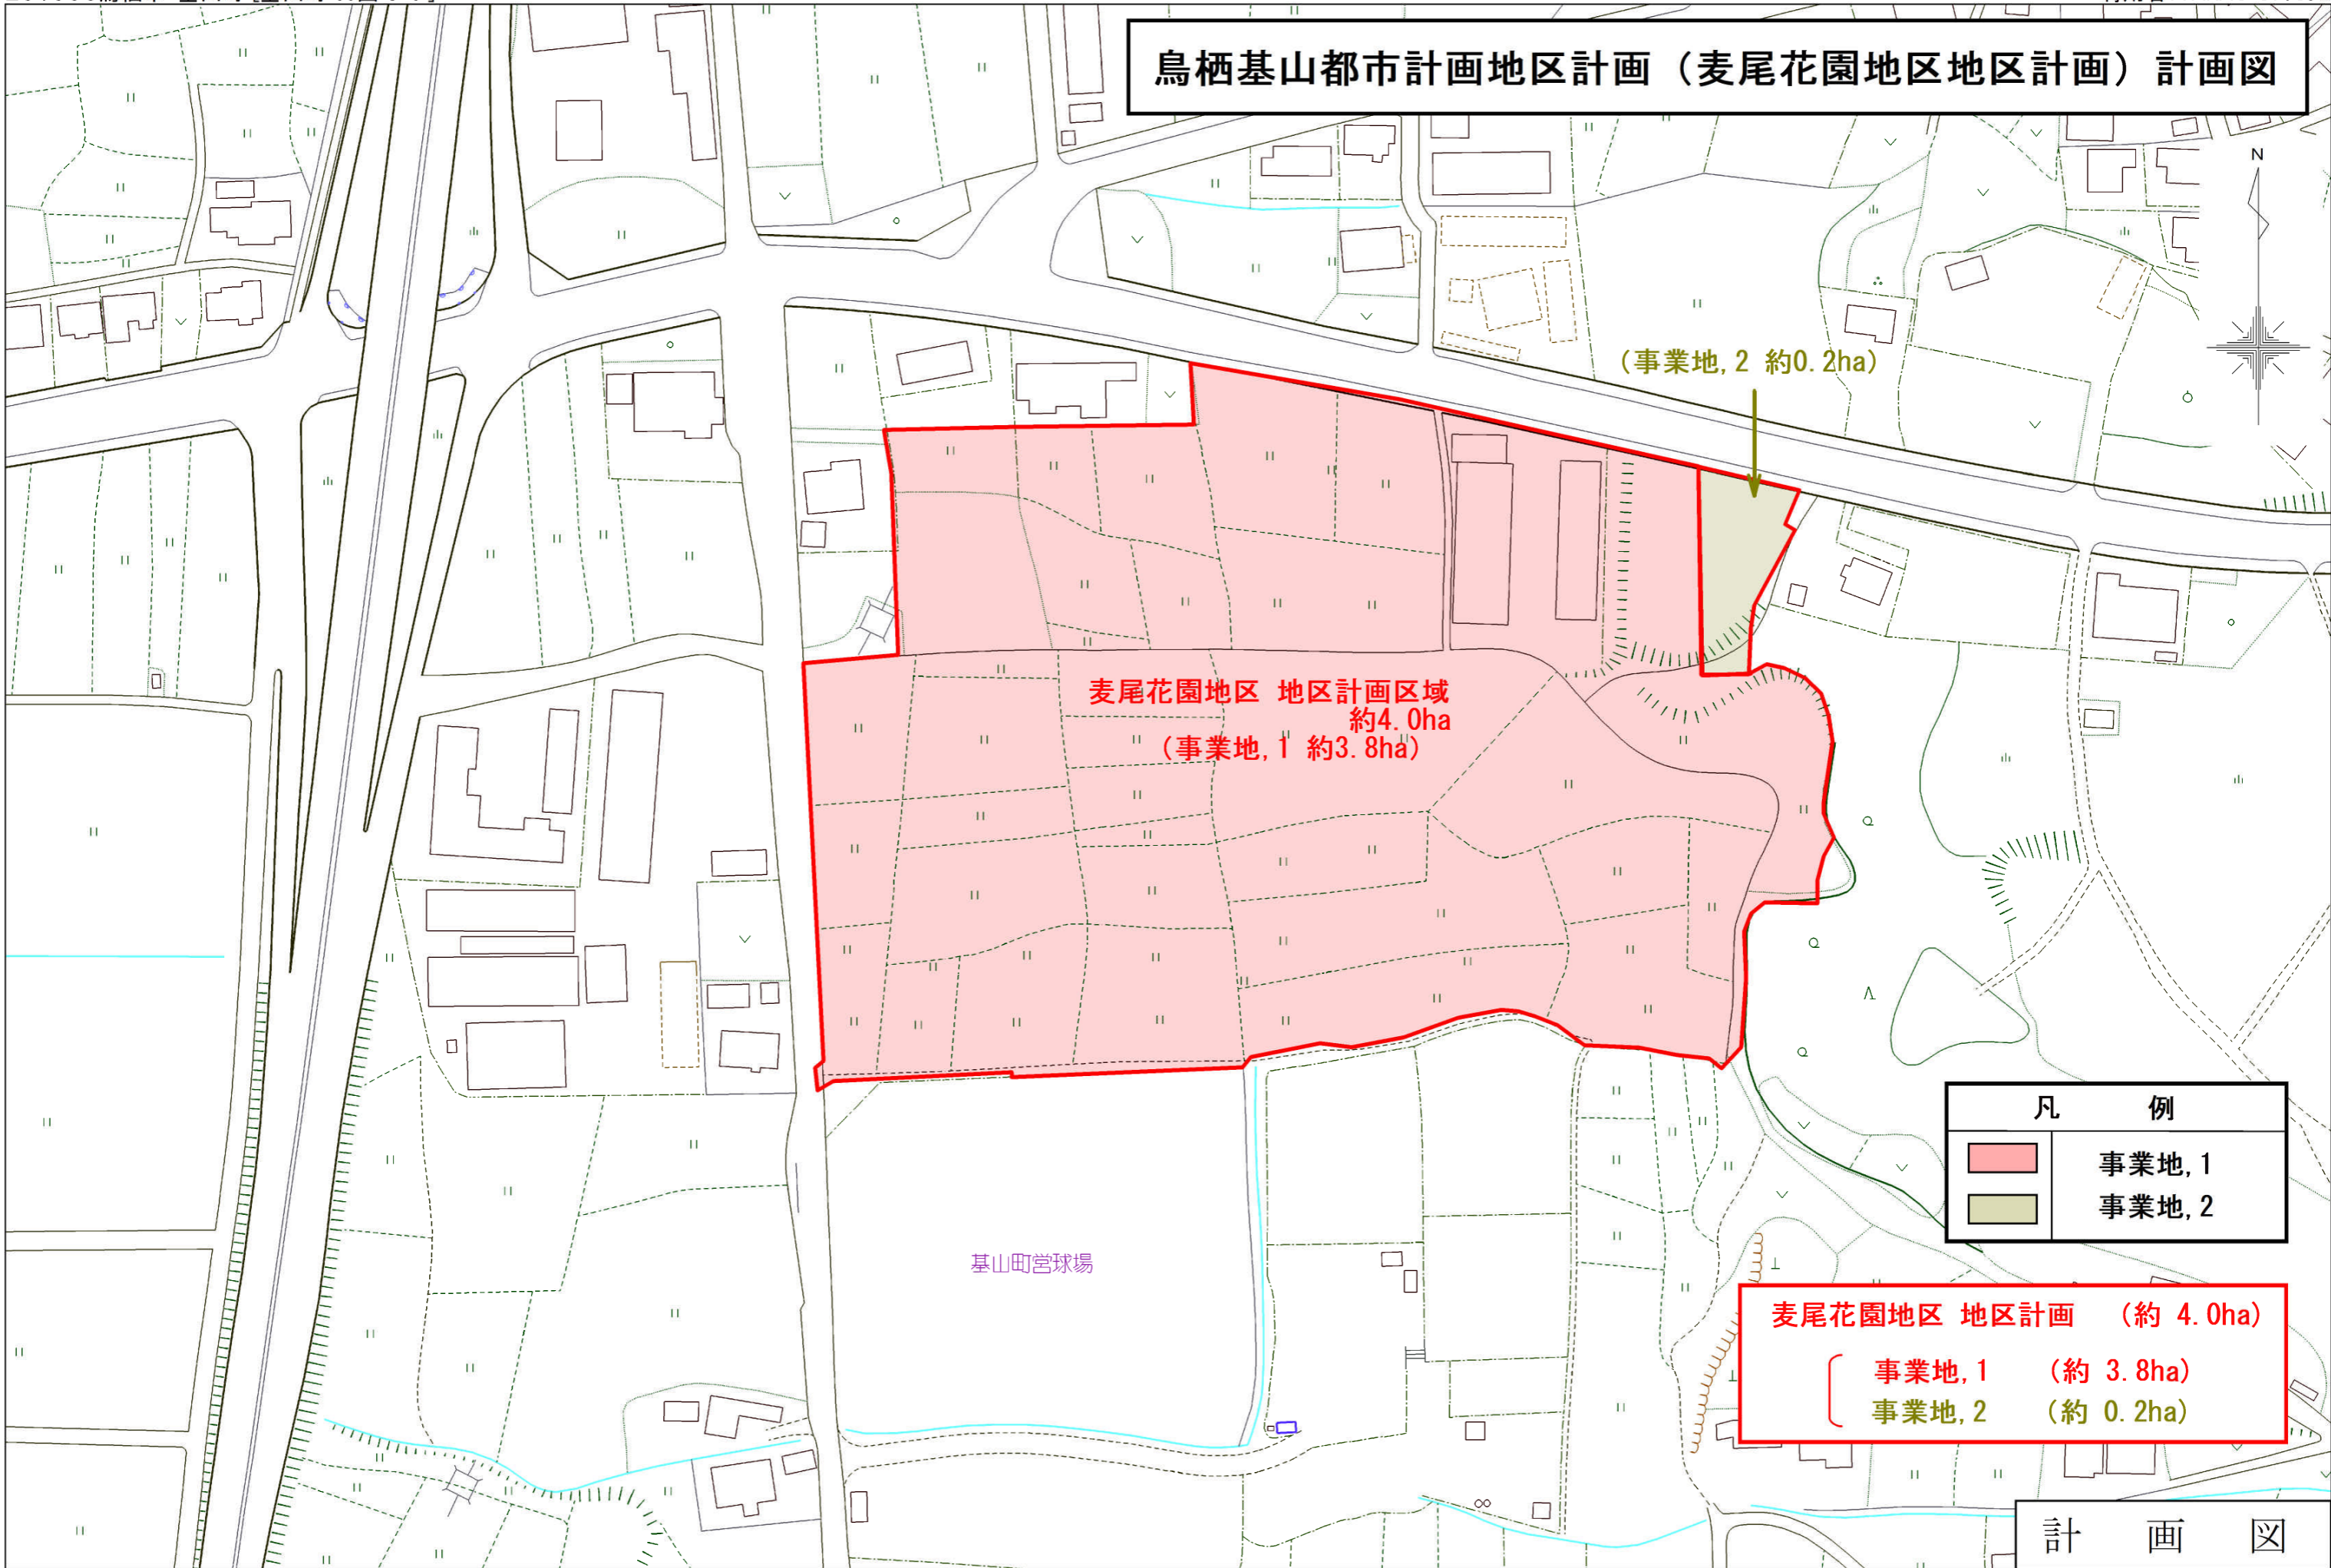 鳥栖基山都市計画地区計画（麦尾花園地区地区計画）計画図
N
（事業地,2 約0.2ha）
麦尾花園地区 地区計画区域
約4.0ha
（事業地,1 約3.8ha）
基山町営球場
凡 例
事業地,1
事業地,2
麦尾花園地区 地区計画 （約 4.0ha）
事業地,1 （約 3.8ha）
事業地,2 （約 0.2ha）
計 画 図